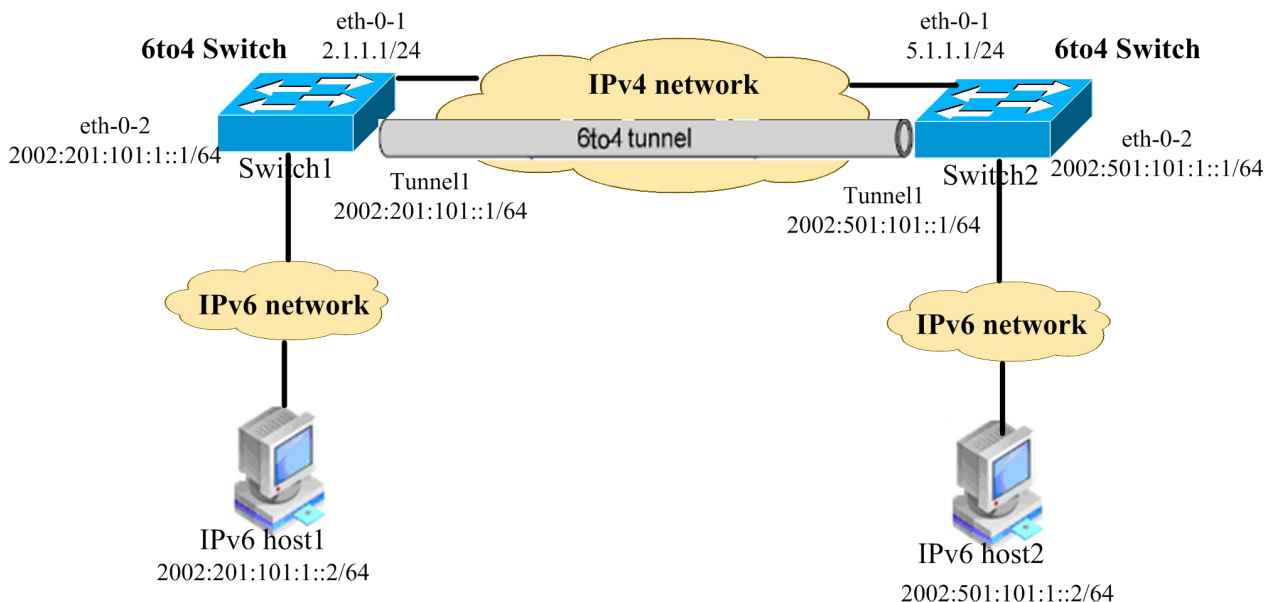 eth-0-1
2.1.1.1/24
6to4 Switch
eth-0-1
5.1.1.1/24
6to4 Switch
IPv4 network
6to4 tunnel
eth-0-2
2002:201:101:1::1/64
Switch1
Tunnel1
2002:201:101::1/64
Tunnel1
2002:501:101::1/64
Switch2
eth-0-2
2002:501:101:1::1/64
IPv6 network
IPv6 network
IPv6 host1
2002:201:101:1::2/64
IPv6 host2
2002:501:101:1::2/64